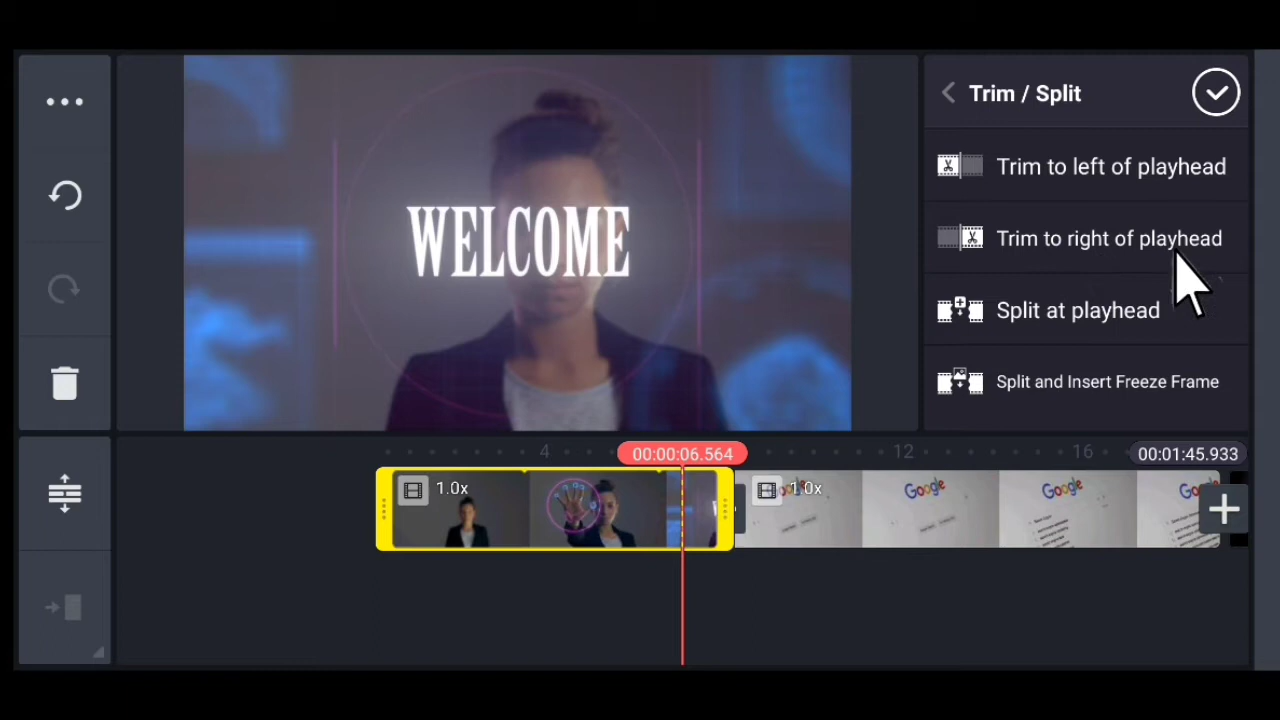 Trim / Split
Trim to left of playhead
Trim to right of playhead
Split at playhead
Split and Insert Freeze Frame
WELCOME
4
00:00:06.564
12
16
00:01:45.933
1.0x
1.0x
Google
Google
Google